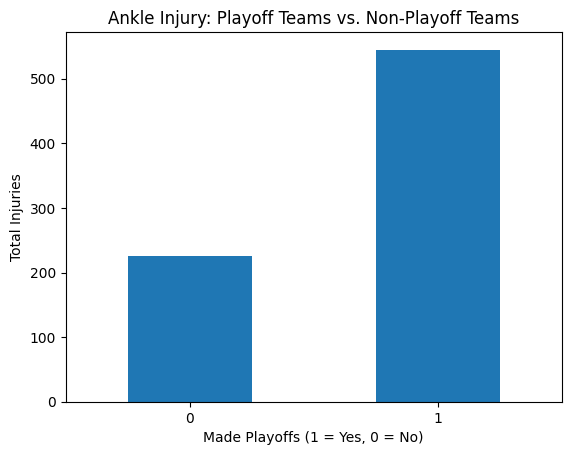 Ankle Injury: Playoff Teams vs. Non-Playoff Teams
Total Injuries
500
400
300
200
100
0
0
1
Made Playoffs (1 = Yes, 0 = No)